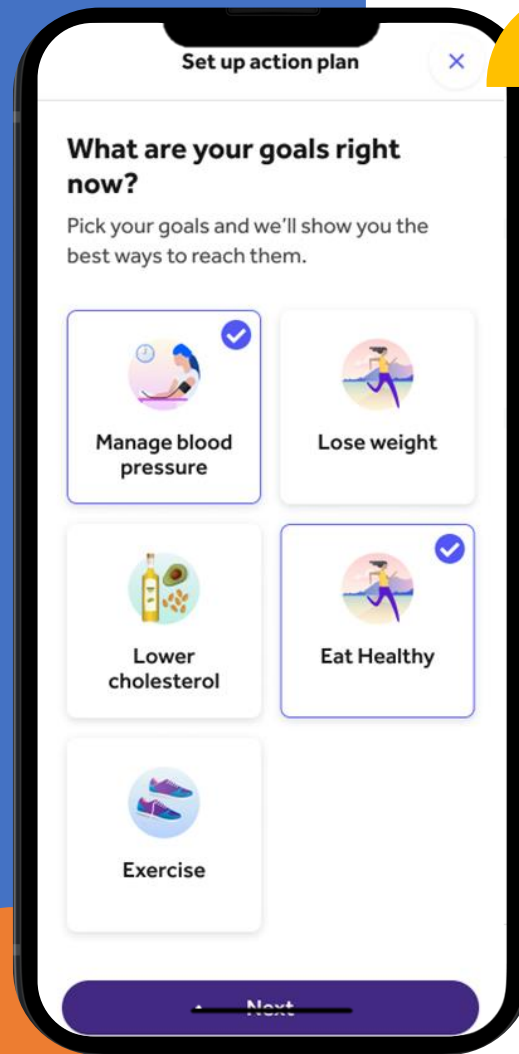 Set up action plan
What are your goals right
now?
Pick your goals and we'll show you the
best ways to reach them.
Manage blood
pressure
Lose weight
Lower
cholesterol
Eat Healthy
Exercise
Next